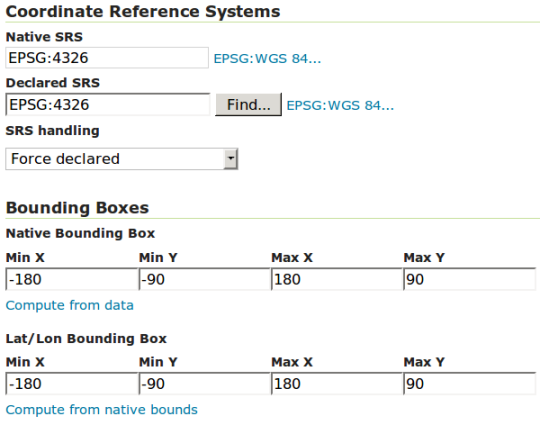 Coordinate Reference Systems
Native SRS
EPSG:4326 EPSG:WGS 84...
Declared SRS
EPSG:4326 Find... EPSG:WGS 84...
SRS handling
Force declared
Bounding Boxes
Native Bounding Box
Min X Min Y Max X Max Y
-180 -90 180 90
Compute from data
Lat/Lon Bounding Box
Min X Min Y Max X Max Y
-180 -90 180 90
Compute from native bounds